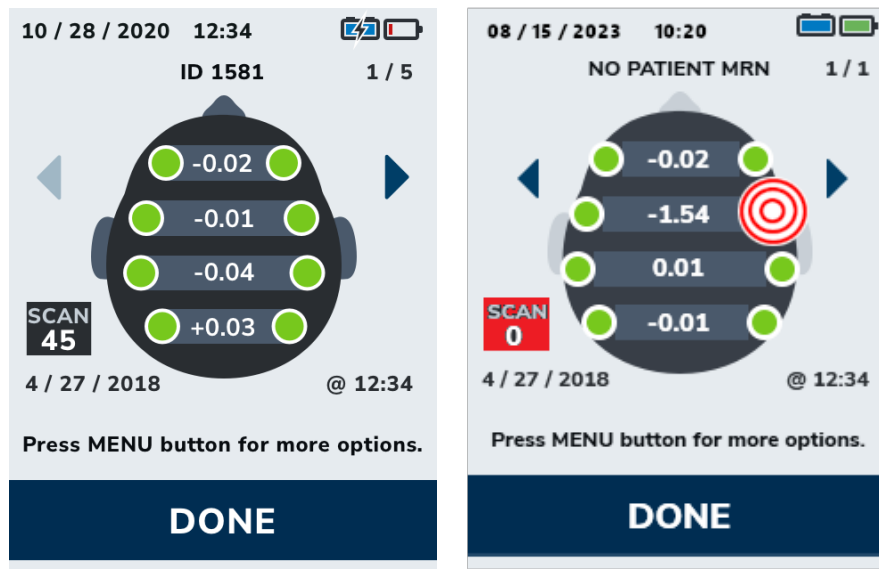 10 / 28 / 2020 12:34
ID 1581 1 / 5
-0.02
-0.01
-0.04
+0.03
SCAN
45
4 / 27 / 2018 @ 12:34
Press MENU button for more options.
DONE
08 / 15 / 2023 10:20
NO PATIENT MRN 1 / 1
-0.02
-1.54
0.01
-0.01
SCAN
0
4 / 27 / 2018 @ 12:34
Press MENU button for more options.
DONE